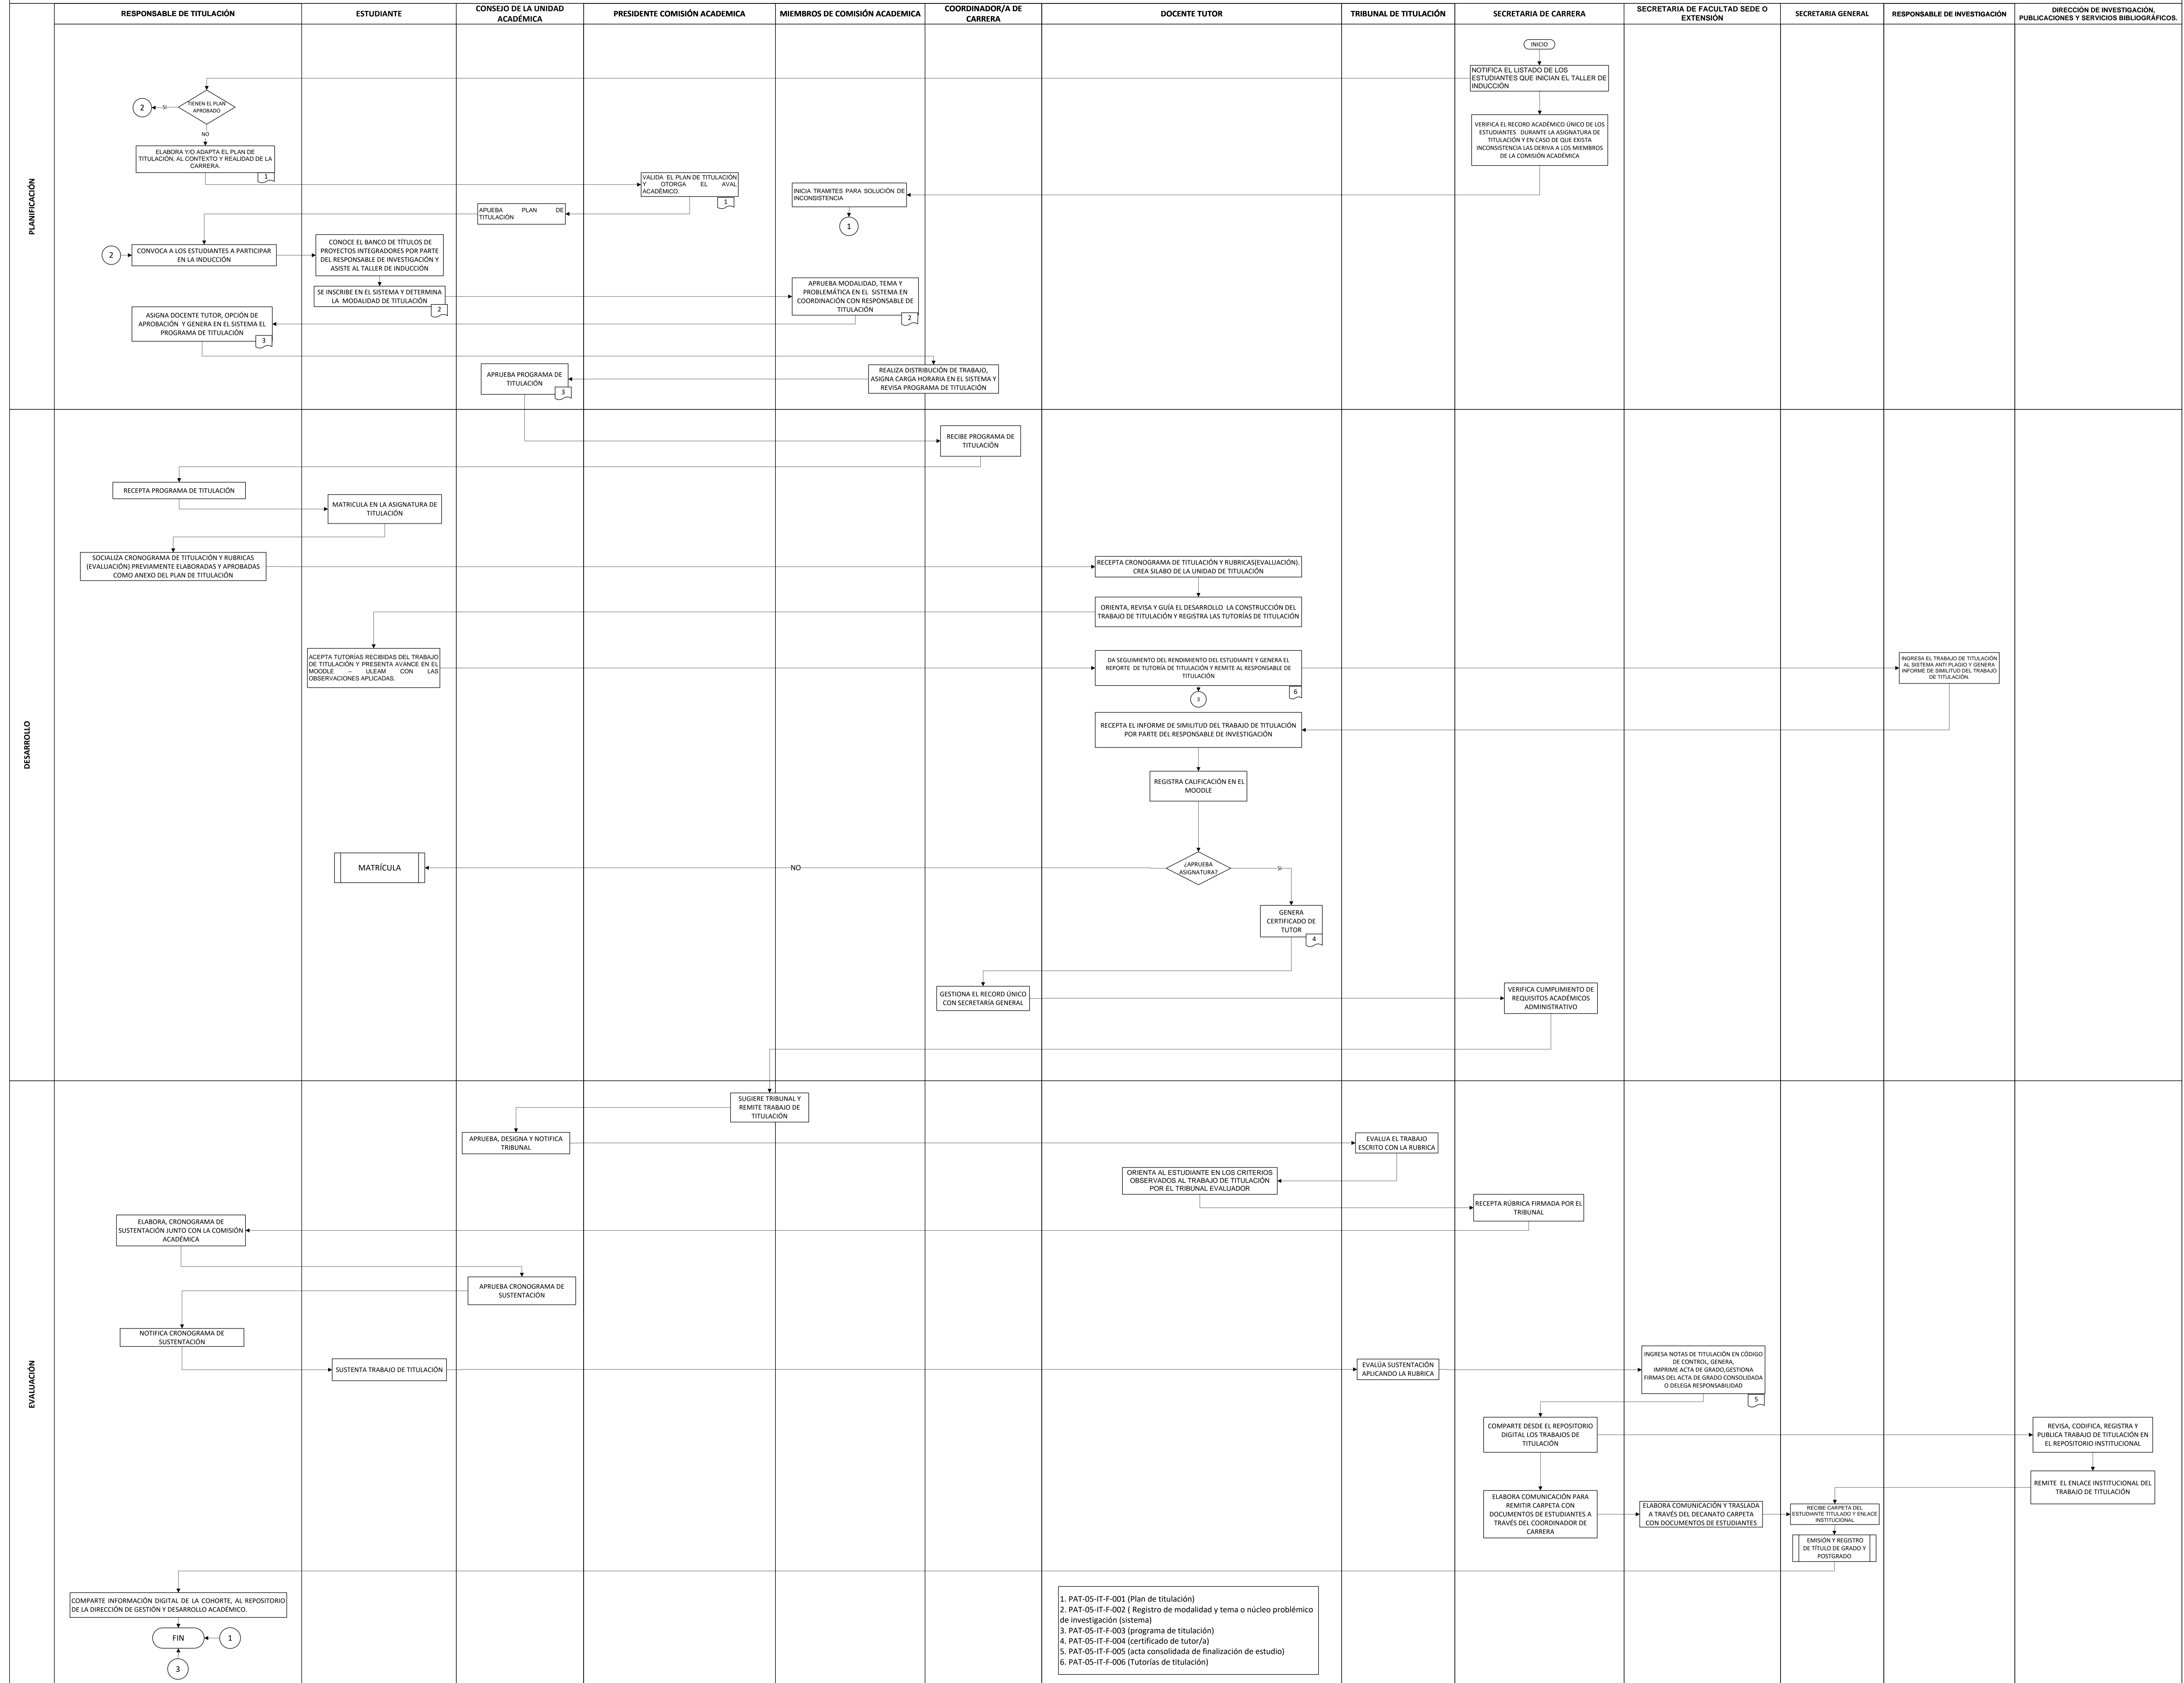 RESPONSABLE DE TITULACIÓN
ESTUDIANTE
CONSEJO DE LA UNIDAD
ACADÉMICA
PRESIDENTE COMISIÓN ACADEMICA
MIEMBROS DE COMISIÓN ACADEMICA
COORDINADOR/A DE
CARRERA
DOCENTE TUTOR
TRIBUNAL DE TITULACIÓN
SECRETARIA DE CARRERA
SECRETARIA DE FACULTAD SEDE O
EXTENSIÓN
SECRETARIA GENERAL
RESPONSABLE DE INVESTIGACIÓN
DIRECCIÓN DE INVESTIGACIÓN,
PUBLICACIONES Y SERVICIOS BIBLIOGRÁFICOS.
PLANIFICACIÓN
INICIO
NOTIFICA EL LISTADO DE LOS
ESTUDIANTES QUE INICIAN EL TALLER DE
INDUCCIÓN
TIENEN EL PLAN
APROBADO
SI
2
NO
VERIFICA EL RECORD ACADÉMICO ÚNICO DE LOS
ESTUDIANTES DURANTE LA ASIGNATURA DE
TITULACIÓN Y EN CASO DE QUE EXISTA
INCONSISTENCIA LAS DERIVA A LOS MIEMBROS
DE LA COMISIÓN ACADÉMICA
ELABORA Y/O ADAPTA EL PLAN DE
TITULACIÓN, AL CONTEXTO Y REALIDAD DE LA
CARRERA.
1
VALIDA EL PLAN DE TITULACIÓN
Y OTORGA EL AVAL
ACADÉMICO.
1
INICIA TRAMITES PARA SOLUCIÓN DE
INCONSISTENCIA
1
APUEBA PLAN DE
TITULACIÓN
2
CONVOCA A LOS ESTUDIANTES A PARTICIPAR
EN LA INDUCCIÓN
CONOCE EL BANCO DE TÍTULOS DE
PROYECTOS INTEGRADORES POR PARTE
DEL RESPONSABLE DE INVESTIGACIÓN Y
ASISTE AL TALLER DE INDUCCIÓN
SE INSCRIBE EN EL SISTEMA Y DETERMINA
LA MODALIDAD DE TITULACIÓN
2
APRUEBA MODALIDAD, TEMA Y
PROBLEMÁTICA EN EL SISTEMA EN
COORDINACIÓN CON RESPONSABLE DE
TITULACIÓN
2
ASIGNA DOCENTE TUTOR, OPCIÓN DE
APROBACIÓN Y GENERA EN EL SISTEMA EL
PROGRAMA DE TITULACIÓN
3
REALIZA DISTRIBUCIÓN DE TRABAJO,
ASIGNA CARGA HORARIA EN EL SISTEMA Y
REVISA PROGRAMA DE TITULACIÓN
APRUEBA PROGRAMA DE
TITULACIÓN
3
DESARROLLO
RECIBE PROGRAMA DE
TITULACIÓN
RECEPTA PROGRAMA DE TITULACIÓN
MATRICULA EN LA ASIGNATURA DE
TITULACIÓN
SOCIALIZA CRONOGRAMA DE TITULACIÓN Y RUBRICAS
(EVALUACIÓN) PREVIAMENTE ELABORADAS Y APROBADAS
COMO ANEXO DEL PLAN DE TITULACIÓN
RECEPTA CRONOGRAMA DE TITULACIÓN Y RUBRICAS(EVALUACIÓN).
CREA SILABO DE LA UNIDAD DE TITULACIÓN
ORIENTA, REVISA Y GUÍA EL DESARROLLO LA CONSTRUCCIÓN DEL
TRABAJO DE TITULACIÓN Y REGISTRA LAS TUTORÍAS DE TITULACIÓN
ACEPTA TUTORÍAS RECIBIDAS DEL TRABAJO
DE TITULACIÓN Y PRESENTA AVANCE EN EL
MOODLE – ULEAM CON LAS
OBSERVACIONES APLICADAS.
DA SEGUIMIENTO DEL RENDIMIENTO DEL ESTUDIANTE Y GENERA EL
REPORTE DE TUTORÍA DE TITULACIÓN Y REMITE AL RESPONSABLE DE
TITULACIÓN
6
3
INGRESA EL TRABAJO DE TITULACIÓN
AL SISTEMA ANTI PLAGIO Y GENERA
INFORME DE SIMILITUD DEL TRABAJO
DE TITULACIÓN.
RECEPTA EL INFORME DE SIMILITUD DEL TRABAJO DE TITULACIÓN
POR PARTE DEL RESPONSABLE DE INVESTIGACIÓN
REGISTRA CALIFICACIÓN EN EL
MOODLE
MATRÍCULA
NO
¿APRUEBA
ASIGNATURA?
SI
GENERA
CERTIFICADO DE
TUTOR
4
GESTIONA EL RECORD ÚNICO
CON SECRETARÍA GENERAL
VERIFICA CUMPLIMIENTO DE
REQUISITOS ACADÉMICOS
ADMINISTRATIVO
EVALUACIÓN
SUGIERE TRIBUNAL Y
REMITE TRABAJO DE
TITULACIÓN
APRUEBA, DESIGNA Y NOTIFICA
TRIBUNAL
EVALUA EL TRABAJO
ESCRITO CON LA RUBRICA
ORIENTA AL ESTUDIANTE EN LOS CRITERIOS
OBSERVADOS AL TRABAJO DE TITULACIÓN
POR EL TRIBUNAL EVALUADOR
RECEPTA RÚBRICA FIRMADA POR EL
TRIBUNAL
ELABORA, CRONOGRAMA DE
SUSTENTACIÓN JUNTO CON LA COMISIÓN
ACADÉMICA
APRUEBA CRONOGRAMA DE
SUSTENTACIÓN
NOTIFICA CRONOGRAMA DE
SUSTENTACIÓN
SUSTENTA TRABAJO DE TITULACIÓN
EVALÚA SUSTENTACIÓN
APLICANDO LA RUBRICA
INGRESA NOTAS DE TITULACIÓN EN CÓDIGO
DE CONTROL, GENERA,
IMPRIME ACTA DE GRADO,GESTIONA
FIRMAS DEL ACTA DE GRADO CONSOLIDADA
O DELEGA RESPONSABILIDAD
5
COMPARTE DESDE EL REPOSITORIO
DIGITAL LOS TRABAJOS DE
TITULACIÓN
REVISA, CODIFICA, REGISTRA Y
PUBLICA TRABAJO DE TITULACIÓN EN
EL REPOSITORIO INSTITUCIONAL
REMITE EL ENLACE INSTITUCIONAL DEL
TRABAJO DE TITULACIÓN
ELABORA COMUNICACIÓN PARA
REMITIR CARPETA CON
DOCUMENTOS DE ESTUDIANTES A
TRAVÉS DEL COORDINADOR DE
CARRERA
ELABORA COMUNICACIÓN Y TRASLADA
A TRAVÉS DEL DECANATO CARPETA
CON DOCUMENTOS DE ESTUDIANTES
RECIBE CARPETA DEL
ESTUDIANTE TITULADO Y ENLACE
INSTITUCIONAL
EMISIÓN Y REGISTRO
DE TÍTULO DE GRADO Y
POSTGRADO
COMPARTE INFORMACIÓN DIGITAL DE LA COHORTE, AL REPOSITORIO
DE LA DIRECCIÓN DE GESTIÓN Y DESARROLLO ACADÉMICO.
FIN
1
3
1. PAT-05-IT-F-001 (Plan de titulación)
2. PAT-05-IT-F-002 ( Registro de modalidad y tema o núcleo problémico
de investigación (sistema)
3. PAT-05-IT-F-003 (programa de titulación)
4. PAT-05-IT-F-004 (certificado de tutor/a)
5. PAT-05-IT-F-005 (acta consolidada de finalización de estudio)
6. PAT-05-IT-F-006 (Tutorías de titulación)